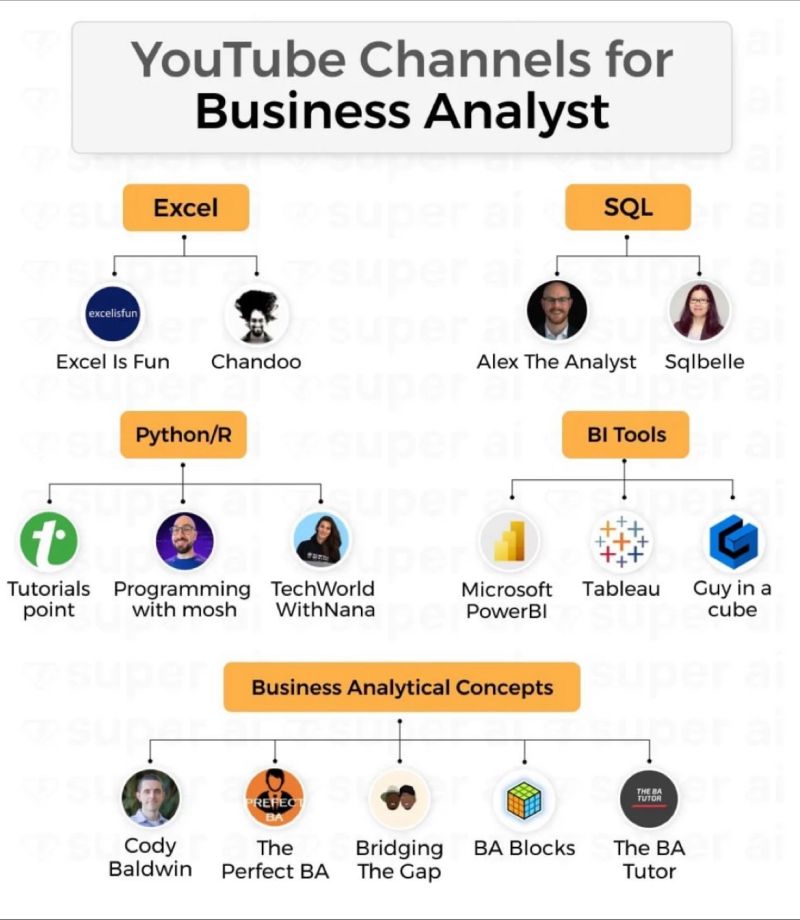 YouTube Channels for
Business Analyst
Excel
SQL
excelisfun
Excel Is Fun
Chandoo
Alex The Analyst
Sqlbelle
Python/R
BI Tools
t
Tutorials
point
Programming
with mosh
TechWorld
WithNana
Microsoft
PowerBI
Tableau
Guy in a
cube
Business Analytical Concepts
PREFECT
BA
THE BA
TUTOR
Cody
Baldwin
The
Perfect BA
Bridging
The Gap
BA Blocks
The BA
Tutor
super ai